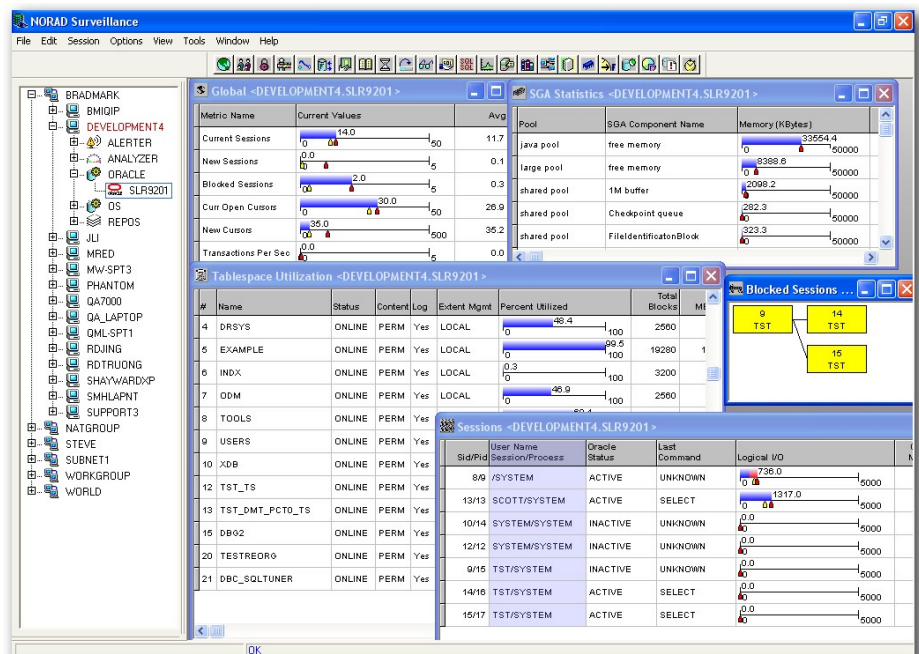 NORAD Surveillance
File Edit Session Options View Tools Window Help
BRADMARK
BMIQIP
DEVELOPMENT4
ALERTER
ANALYZER
ORACLE
SLR9201
OS
REPOS
JLI
MRED
MW-SPT3
PHANTOM
QA7000
QA_LAPTOP
QML-SPT1
RDJING
RDTRUONG
SHAYWARDXP
SMHLAPNT
SUPPORT3
NATGROUP
STEVE
SUBNET1
WORKGROUP
WORLD
Global <DEVELOPMENT4.SLR9201>
Metric Name Current Values Avg
Current Sessions 14.0 0 50 11.7
New Sessions 0.0 0 5 0.1
Blocked Sessions 2.0 0 5 0.3
Curr Open Cursors 30.0 0 50 26.9
New Cursors 35.0 0 500 35.2
Transactions Per Sec 0.0 0.0
SGA Statistics <DEVELOPMENT4.SLR9201>
Pool SGA Component Name Memory (KBytes)
java pool free memory 33554.4 0 50000
large pool free memory 8388.6 0 50000
shared pool 1M buffer 2098.2 0 50000
shared pool Checkpoint queue 282.3 0 50000
shared pool FileIdentificatonBlock 323.3 0 50000
Tablespace Utilization <DEVELOPMENT4.SLR9201>
# Name Status Content Log Extent Mgmt Percent Utilized Total Blocks
4 DRSYS ONLINE PERM Yes LOCAL 48.4 0 100 2560
5 EXAMPLE ONLINE PERM Yes LOCAL 99.5 0 100 19280
6 INDX ONLINE PERM Yes LOCAL 0.3 0 100 3200
7 ODM ONLINE PERM Yes LOCAL 46.9 0 100 2560
8 TOOLS ONLINE PERM Yes
9 USERS ONLINE PERM Yes
10 XDB ONLINE PERM Yes
12 TST_TS ONLINE PERM Yes
13 TST_DMT_PCT0_TS ONLINE PERM Yes
15 DBG2 ONLINE PERM Yes
20 TESTREORG ONLINE PERM Yes
21 DBC_SQLTUNER ONLINE PERM Yes
Blocked Sessions ...
9 TST
14 TST
15 TST
Sessions <DEVELOPMENT4.SLR9201>
Sid/Pid User Name Session/Process Oracle Status Last Command Logical I/O
8/9 /SYSTEM ACTIVE UNKNOWN 736.0 0 5000
13/13 SCOTT/SYSTEM ACTIVE SELECT 1317.0 0 5000
10/14 SYSTEM/SYSTEM INACTIVE UNKNOWN 0.0 0 5000
12/12 SYSTEM/SYSTEM INACTIVE UNKNOWN 0.0 0 5000
9/15 TST/SYSTEM INACTIVE UNKNOWN 0.0 0 5000
14/16 TST/SYSTEM ACTIVE SELECT 0.0 0 5000
15/17 TST/SYSTEM ACTIVE SELECT 0.0 0 5000
OK